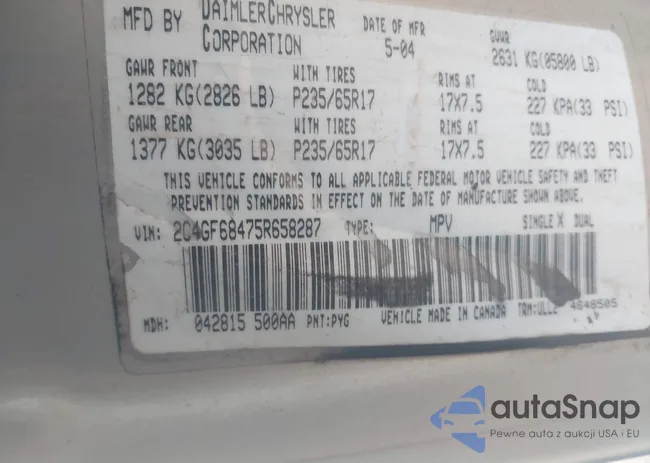 MFD BY DAIMLERCHRYSLER CORPORATION DATE OF MFR 5-04 GVWR 2631 KG(05800 LB)
GAWR FRONT WITH TIRES RIMS AT COLD
1282 KG(2826 LB) P235/65R17 17X7.5 227 KPA(33 PSI)
GAWR REAR WITH TIRES RIMS AT COLD
1377 KG(3035 LB) P235/65R17 17X7.5 227 KPA(33 PSI)
THIS VEHICLE CONFORMS TO ALL APPLICABLE FEDERAL MOTOR VEHICLE SAFETY AND THEFT
PREVENTION STANDARDS IN EFFECT ON THE DATE OF MANUFACTURE SHOWN ABOVE.
VIN: 2C4GF68475R658287 TYPE: MPV SINGLE X DUAL
MDH: 042815 500AA PNT:PYG VEHICLE MADE IN CANADA TRM:ULLL 4648505
autaSnap
Pewne auta z aukcji USA i EU